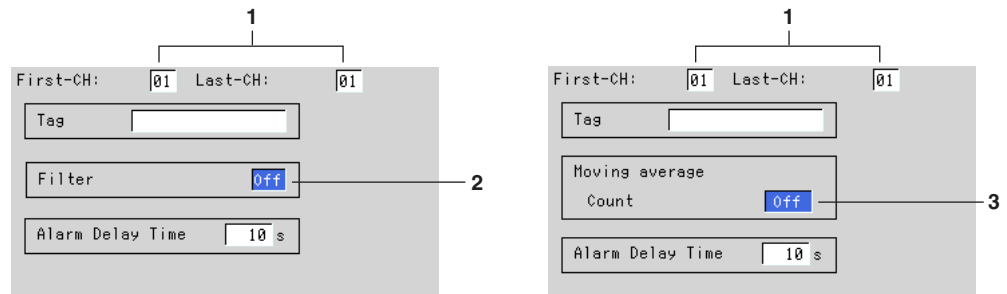 1
First-CH: 01 Last-CH: 01
Tag
Filter Off
2
Alarm Delay Time 10 s
1
First-CH: 01 Last-CH: 01
Tag
Moving average
Count Off
3
Alarm Delay Time 10 s